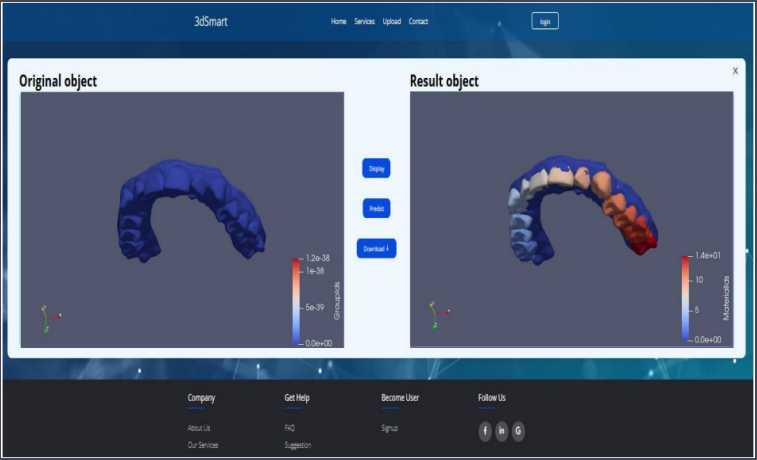 3dSmart
Home Services Upload Contact
login
X
Original object
Result object
Display
Predict
Download
1.2e-38
1e-38
5e-39
0.0e+00
GroupIds
1.4e+01
10
5
0.0e+00
MaterialIds
Company
Get Help
Become User
Follow Us
About Us
FAQ
Signup
f in G
Our Services
Suggestion